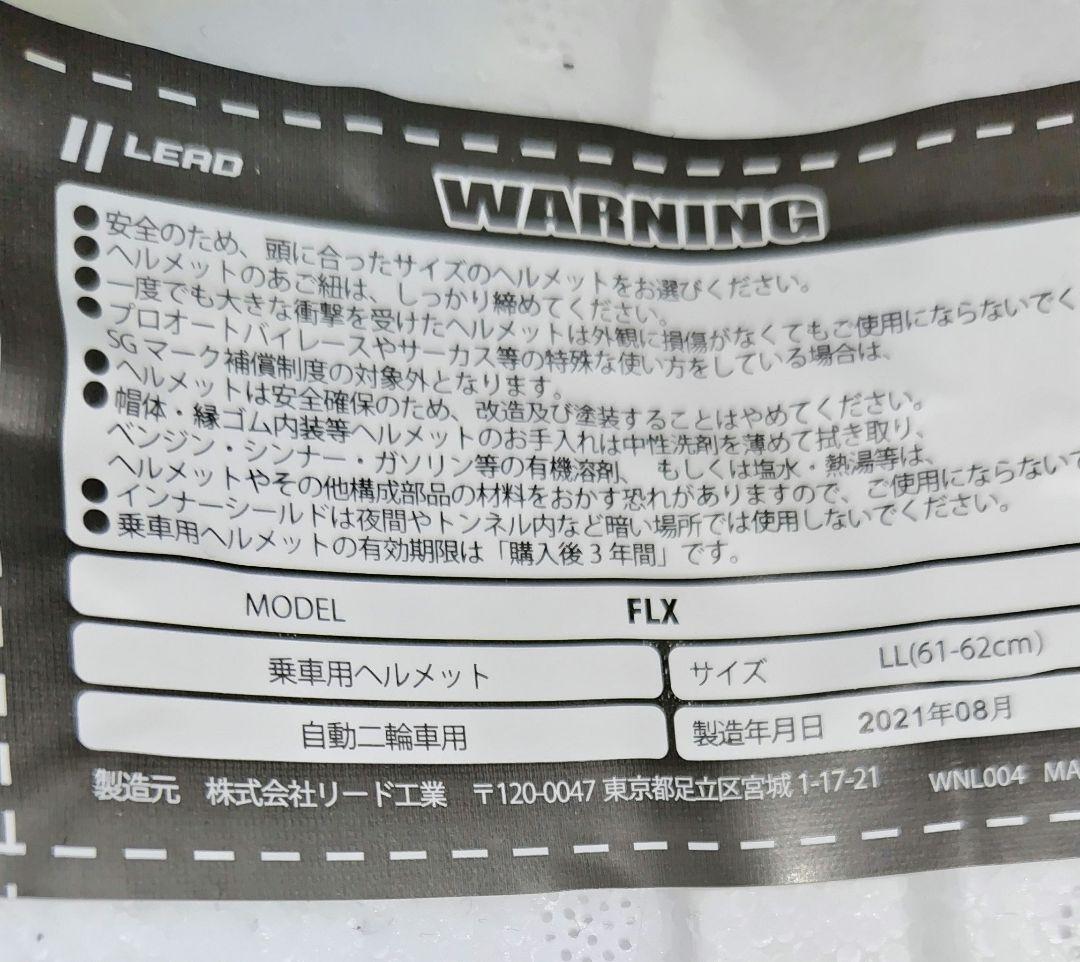 LEAD
WARNING
●安全のため、頭に合ったサイズのヘルメットをお選びください。
●ヘルメットのあご紐は、しっかり締めてください。
●一度でも大きな衝撃を受けたヘルメットは外観に損傷がなくてもご使用にならないでく
●プロオートバイレースやサーカス等の特殊な使い方をしている場合は、
SGマーク補償制度の対象外となります。
●ヘルメットは安全確保のため、改造及び塗装することはやめてください。
●帽体・縁ゴム内装等ヘルメットのお手入れは中性洗剤を薄めて拭き取り、
ベンジン・シンナー・ガソリン等の有機溶剤、 もしくは塩水・熱湯等は、
ヘルメットやその他構成部品の材料をおかす恐れがありますので、ご使用にならないで
●インナーシールドは夜間やトンネル内など暗い場所では使用しないでください。
●乗車用ヘルメットの有効期限は「購入後3年間」です。
MODEL FLX
乗車用ヘルメット サイズ LL(61-62cm)
自動二輪車用 製造年月日 2021年08月
製造元 株式会社リード工業 〒120-0047 東京都足立区宮城 1-17-21 WNL004 MA